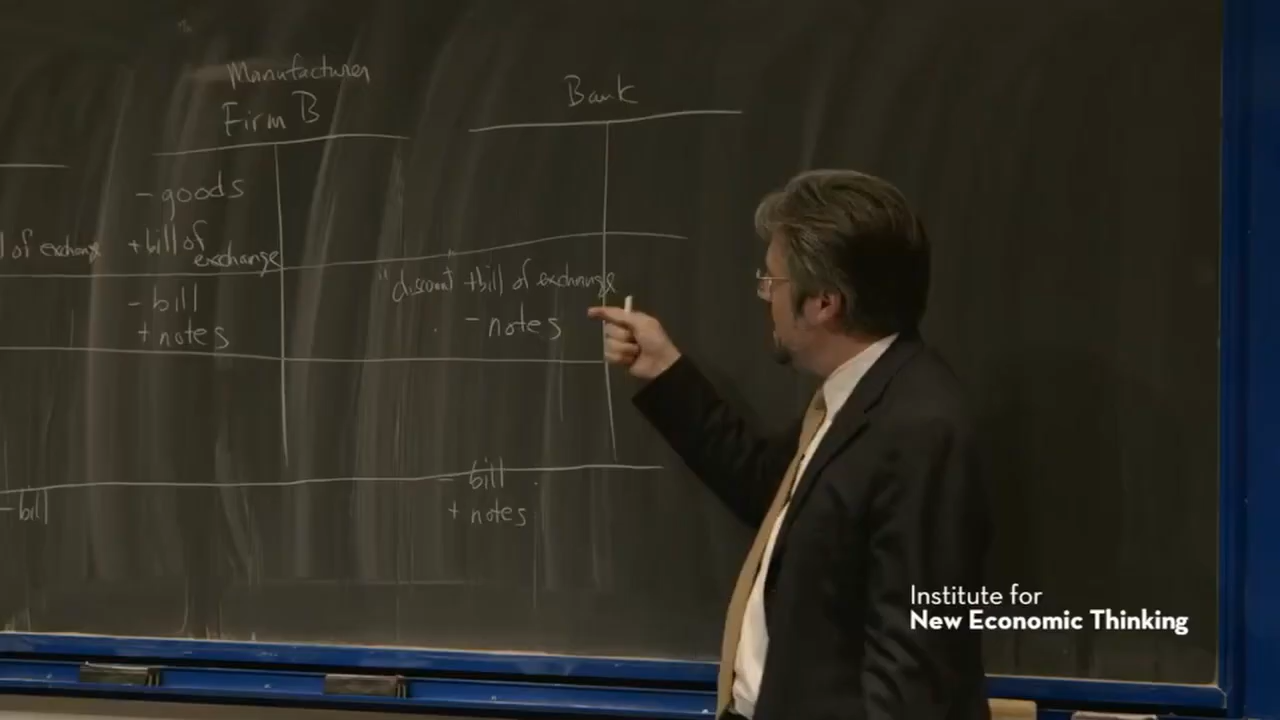 Manufacturer
Firm B
Bank
- goods
of exchange
+ bill of
exchange
- bill
+ notes
"discount" + bill of exchange
- notes
- bill
- bill
+ notes
Institute for
New Economic Thinking